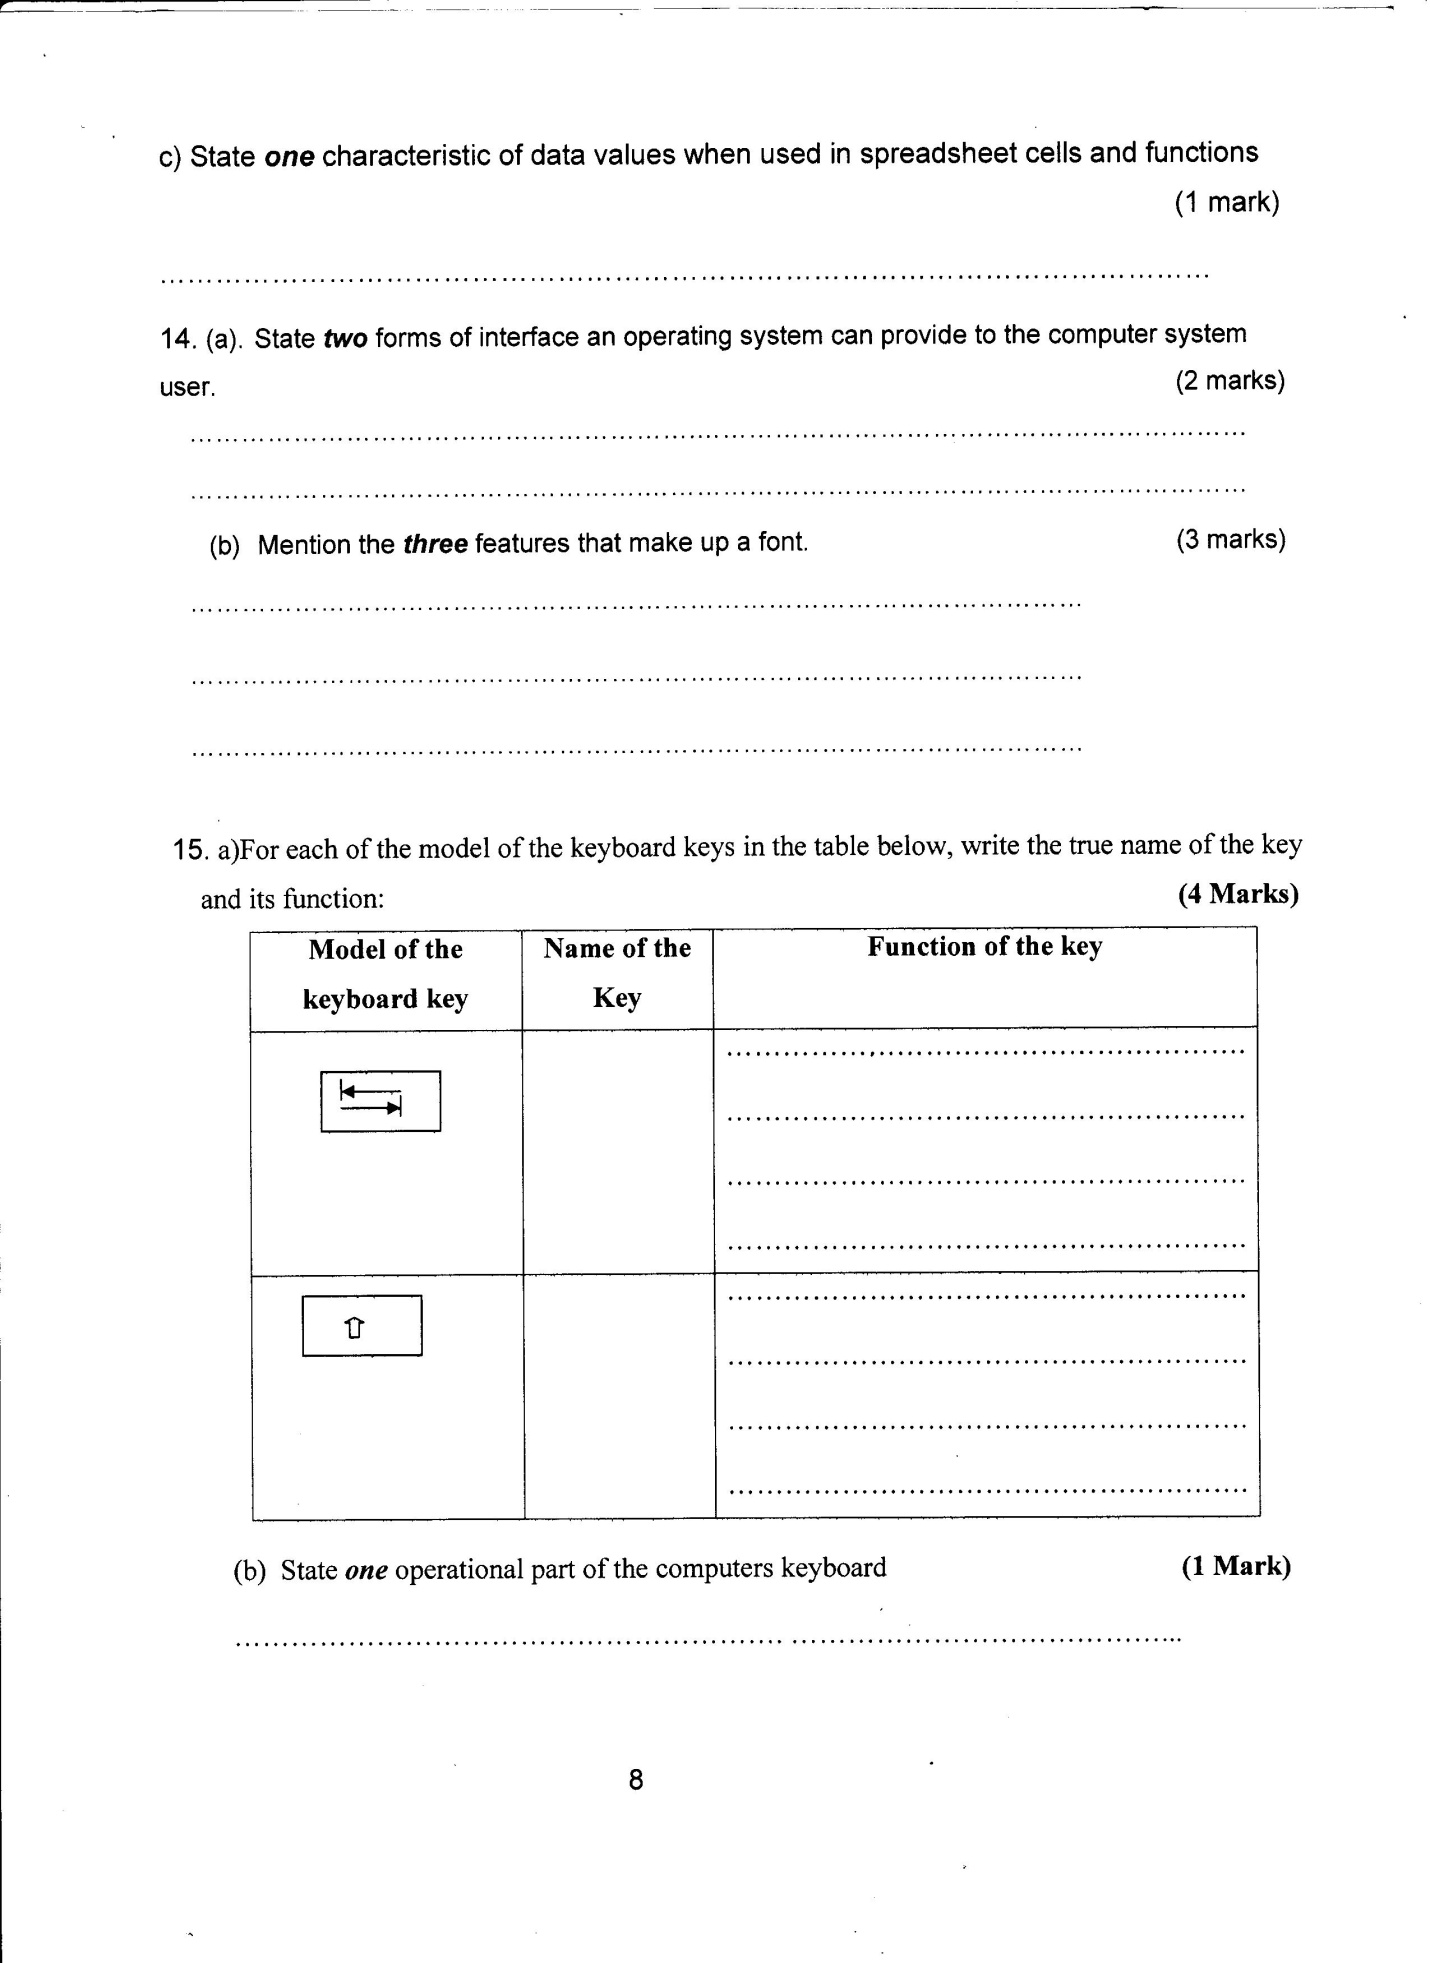 c) State one characteristic of data values when used in spreadsheet cells and functions
(1 mark)
................................................................................
14. (a). State two forms of interface an operating system can provide to the computer system
user. (2 marks)
................................................................................
................................................................................
(b) Mention the three features that make up a font. (3 marks)
................................................................................
................................................................................
................................................................................
15. a)For each of the model of the keyboard keys in the table below, write the true name of the key
and its function: (4 Marks)
Model of the keyboard key
Name of the Key
Function of the key
................................................................................
................................................................................
................................................................................
................................................................................
................................................................................
................................................................................
................................................................................
................................................................................
(b) State one operational part of the computers keyboard (1 Mark)
................................................................................
8